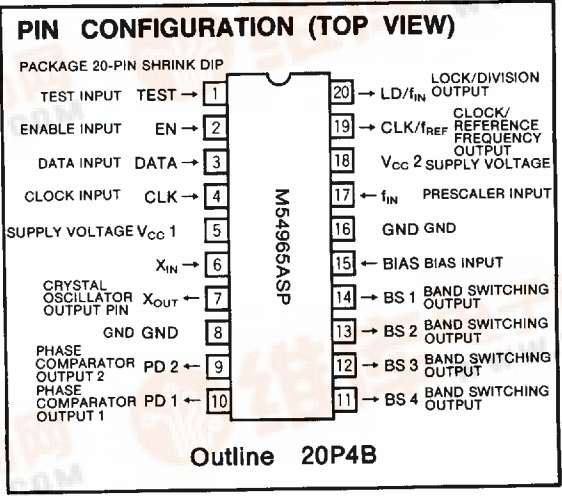 PIN CONFIGURATION (TOP VIEW)
PACKAGE 20-PIN SHRINK DIP
TEST INPUT TEST → 1
ENABLE INPUT EN → 2
DATA INPUT DATA → 3
CLOCK INPUT CLK → 4
SUPPLY VOLTAGE VCC 1 5
XIN → 6
CRYSTAL
OSCILLATOR XOUT ← 7
OUTPUT PIN
GND GND 8
PHASE
COMPARATOR PD 2 ← 9
OUTPUT 2
PHASE
COMPARATOR PD 1 ← 10
OUTPUT 1
M54965ASP
20 → LD/fIN LOCK/DIVISION
OUTPUT
19 → CLK/fREF CLOCK/
REFERENCE
FREQUENCY
OUTPUT
18 VCC 2 SUPPLY VOLTAGE
17 ← fIN PRESCALER INPUT
16 GND GND
15 ← BIAS BIAS INPUT
14 → BS 1 BAND SWITCHING
OUTPUT
13 → BS 2 BAND SWITCHING
OUTPUT
12 → BS 3 BAND SWITCHING
OUTPUT
11 → BS 4 BAND SWITCHING
OUTPUT
Outline 20P4B